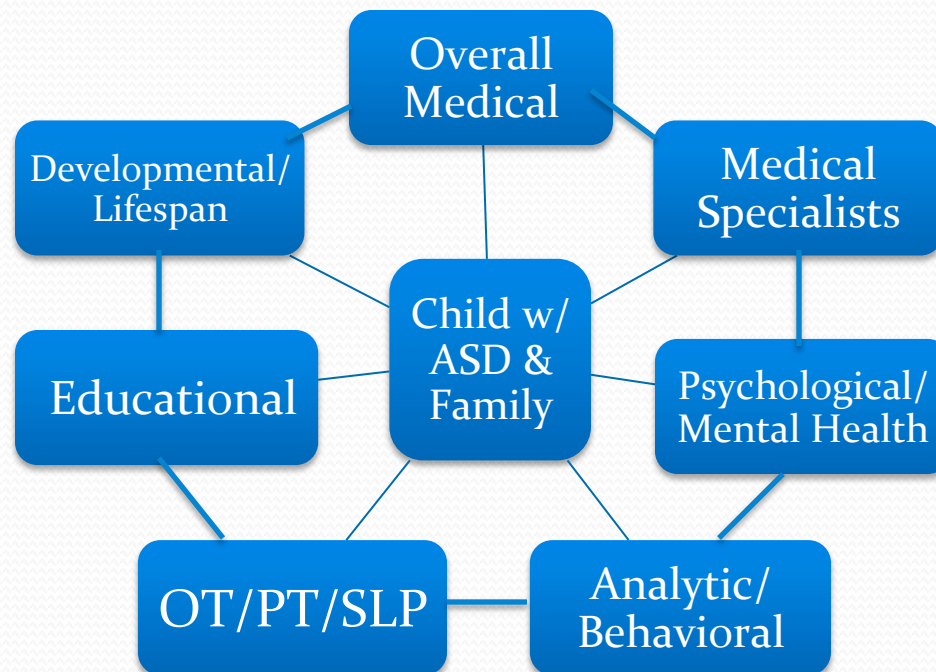 Overall
Medical
Developmental/
Lifespan
Medical
Specialists
Child w/
ASD &
Family
Educational
Psychological/
Mental Health
OT/PT/SLP
Analytic/
Behavioral